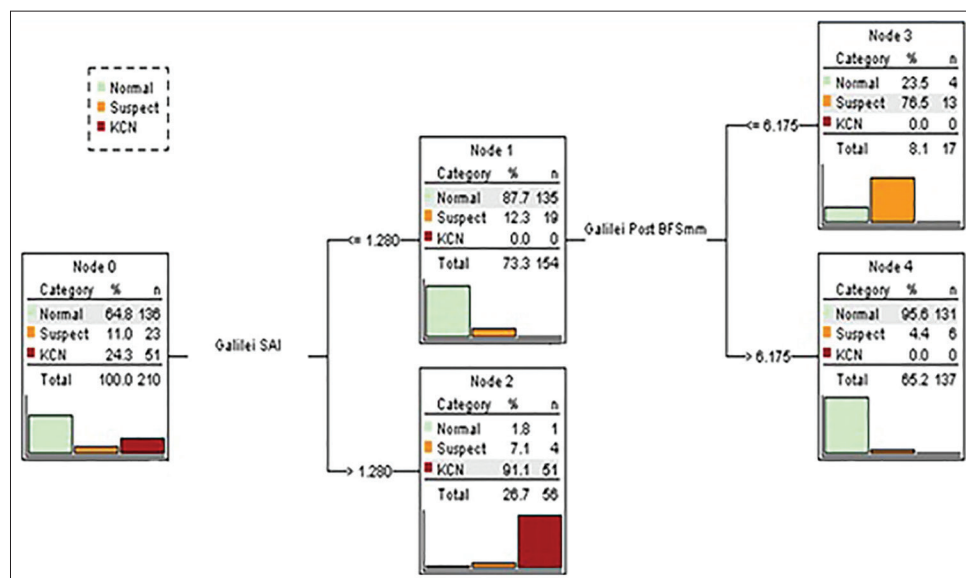 Normal
Suspect
KCN
Node 0
Category % n
Normal 64.8 136
Suspect 11.0 23
KCN 24.3 51
Total 100.0 210
Galilei SAI
<= 1.280
> 1.280
Node 1
Category % n
Normal 87.7 135
Suspect 12.3 19
KCN 0.0 0
Total 73.3 154
Node 2
Category % n
Normal 1.8 1
Suspect 7.1 4
KCN 91.1 51
Total 26.7 56
Galilei Post BFSmm
<= 6.175
> 6.175
Node 3
Category % n
Normal 23.5 4
Suspect 76.5 13
KCN 0.0 0
Total 8.1 17
Node 4
Category % n
Normal 95.6 131
Suspect 4.4 6
KCN 0.0 0
Total 65.2 137